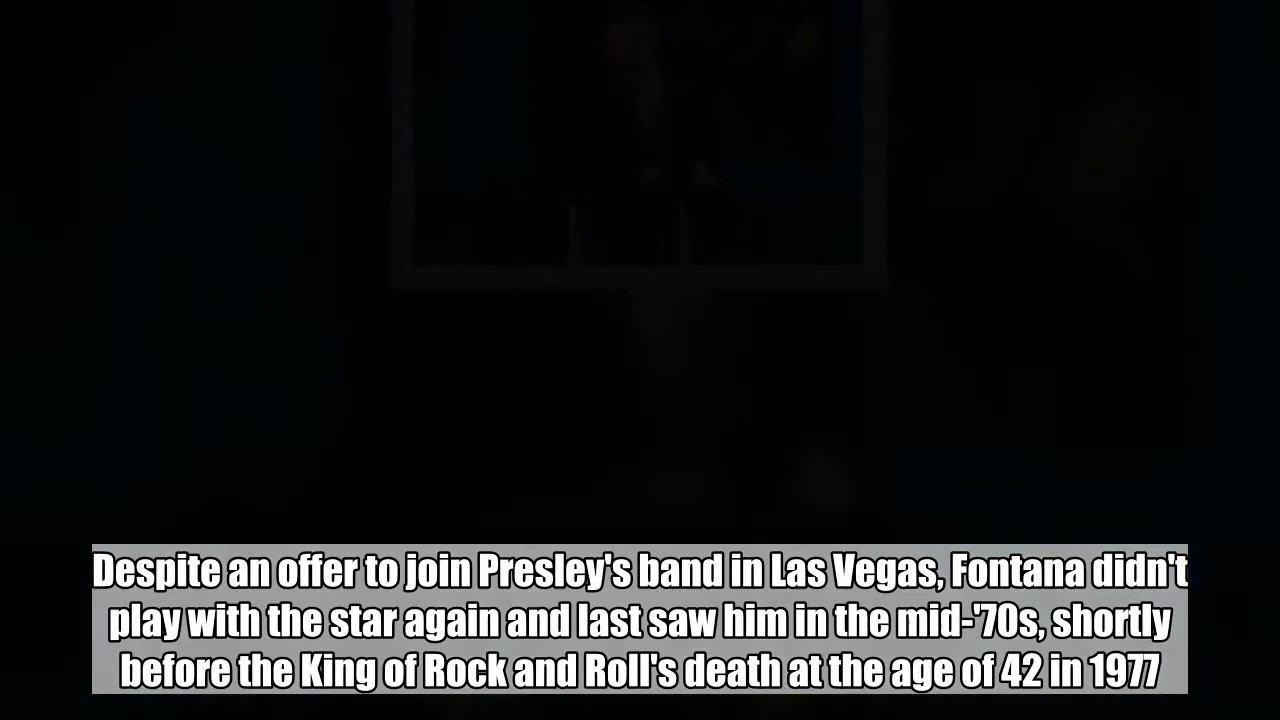 Despite an offer to join Presley's band in Las Vegas, Fontana didn't
play with the star again and last saw him in the mid-'70s, shortly
before the King of Rock and Roll's death at the age of 42 in 1977